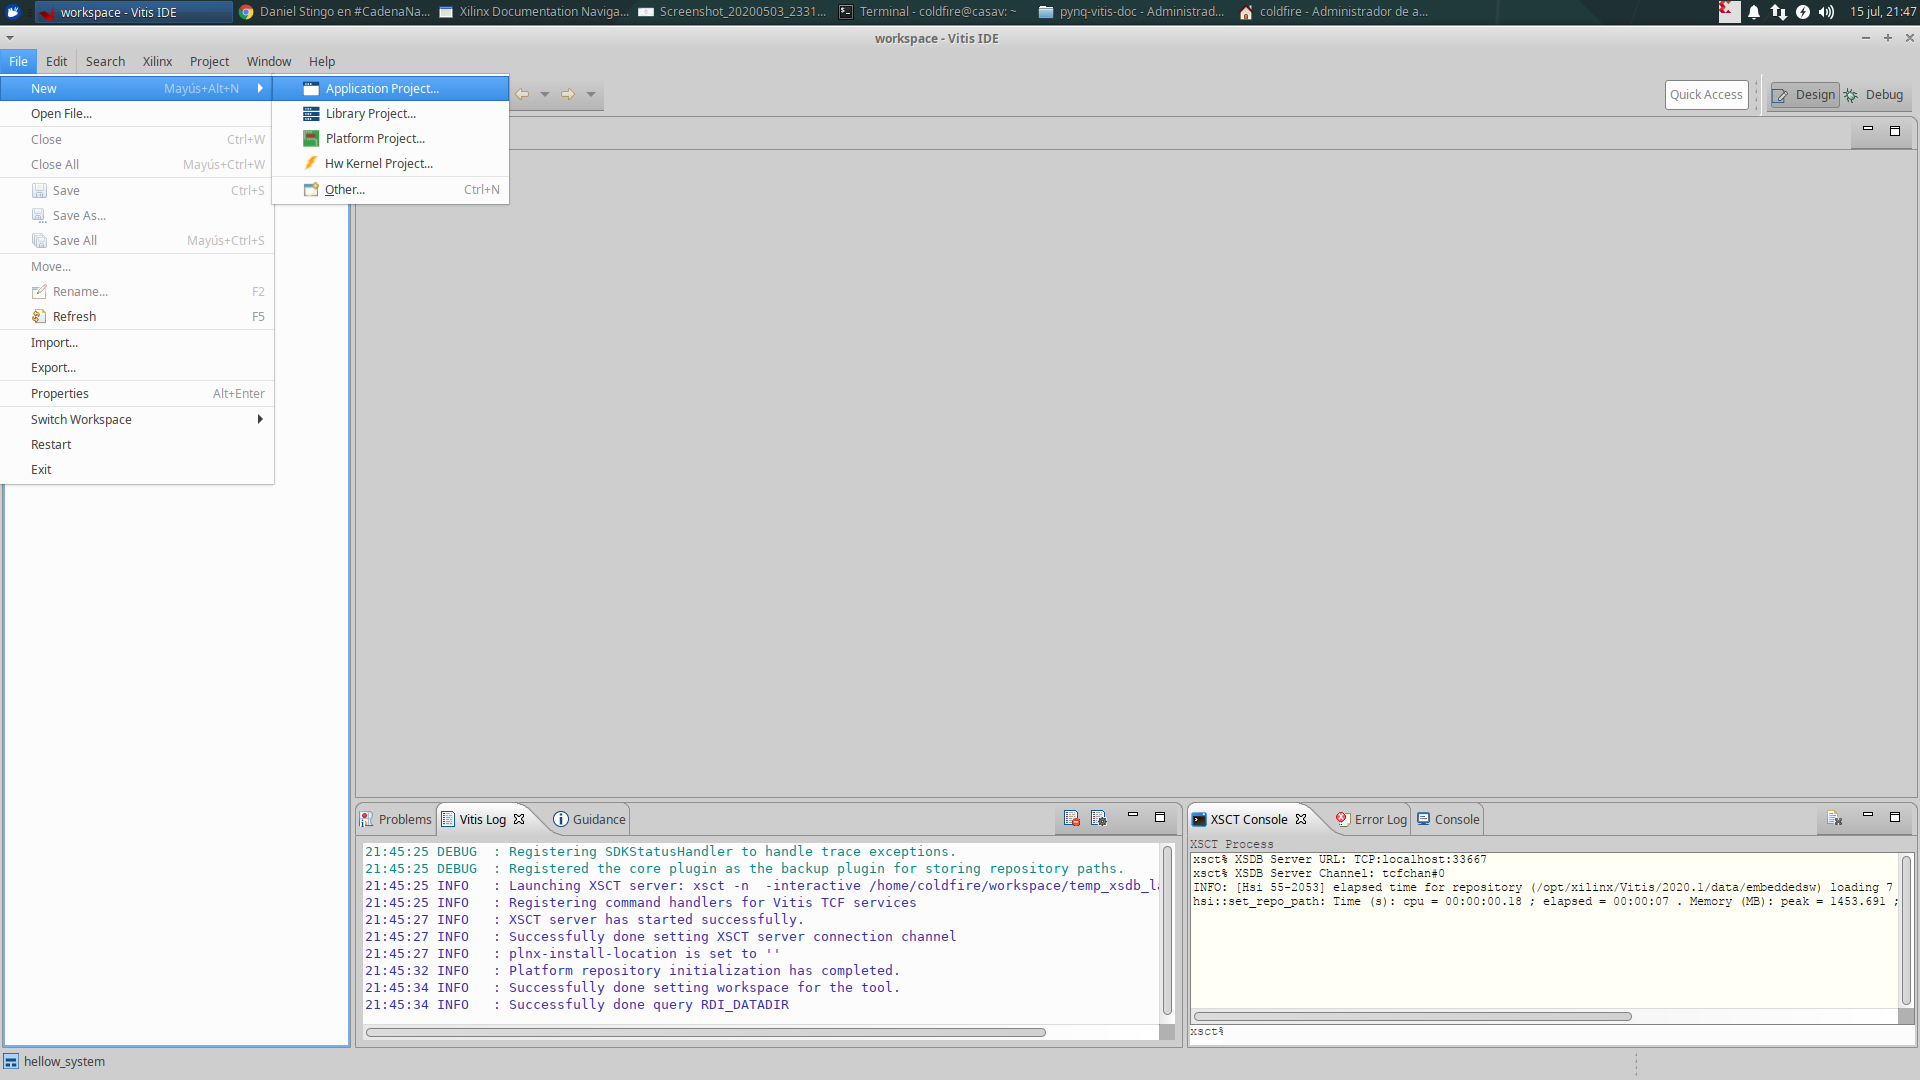 workspace - Vitis IDE
Daniel Stingo en #CadenaNa...
Xilinx Documentation Naviga...
Screenshot_20200503_2331...
Terminal - coldfire@casav: ~
pynq-vitis-doc - Administrad...
coldfire - Administrador de a...
15 jul, 21:47
workspace - Vitis IDE
File Edit Search Xilinx Project Window Help
New Mayús+Alt+N
Open File...
Close Ctrl+W
Close All Mayús+Ctrl+W
Save Ctrl+S
Save As...
Save All Mayús+Ctrl+S
Move...
Rename... F2
Refresh F5
Import...
Export...
Properties Alt+Enter
Switch Workspace
Restart
Exit
Application Project...
Library Project...
Platform Project...
Hw Kernel Project...
Other... Ctrl+N
Quick Access
Design
Debug
Problems
Vitis Log
Guidance
21:45:25 DEBUG : Registering SDKStatusHandler to handle trace exceptions.
21:45:25 DEBUG : Registered the core plugin as the backup plugin for storing repository paths.
21:45:25 INFO : Launching XSCT server: xsct -n -interactive /home/coldfire/workspace/temp_xsdb_la
21:45:25 INFO : Registering command handlers for Vitis TCF services
21:45:27 INFO : XSCT server has started successfully.
21:45:27 INFO : Successfully done setting XSCT server connection channel
21:45:27 INFO : plnx-install-location is set to ''
21:45:32 INFO : Platform repository initialization has completed.
21:45:34 INFO : Successfully done setting workspace for the tool.
21:45:34 INFO : Successfully done query RDI_DATADIR
XSCT Console
Error Log
Console
XSCT Process
xsct% XSDB Server URL: TCP:localhost:33667
xsct% XSDB Server Channel: tcfchan#0
INFO: [Hsi 55-2053] elapsed time for repository (/opt/xilinx/Vitis/2020.1/data/embeddedsw) loading 7
hsi::set_repo_path: Time (s): cpu = 00:00:00.18 ; elapsed = 00:00:07 . Memory (MB): peak = 1453.691 ;
xsct%
hellow_system